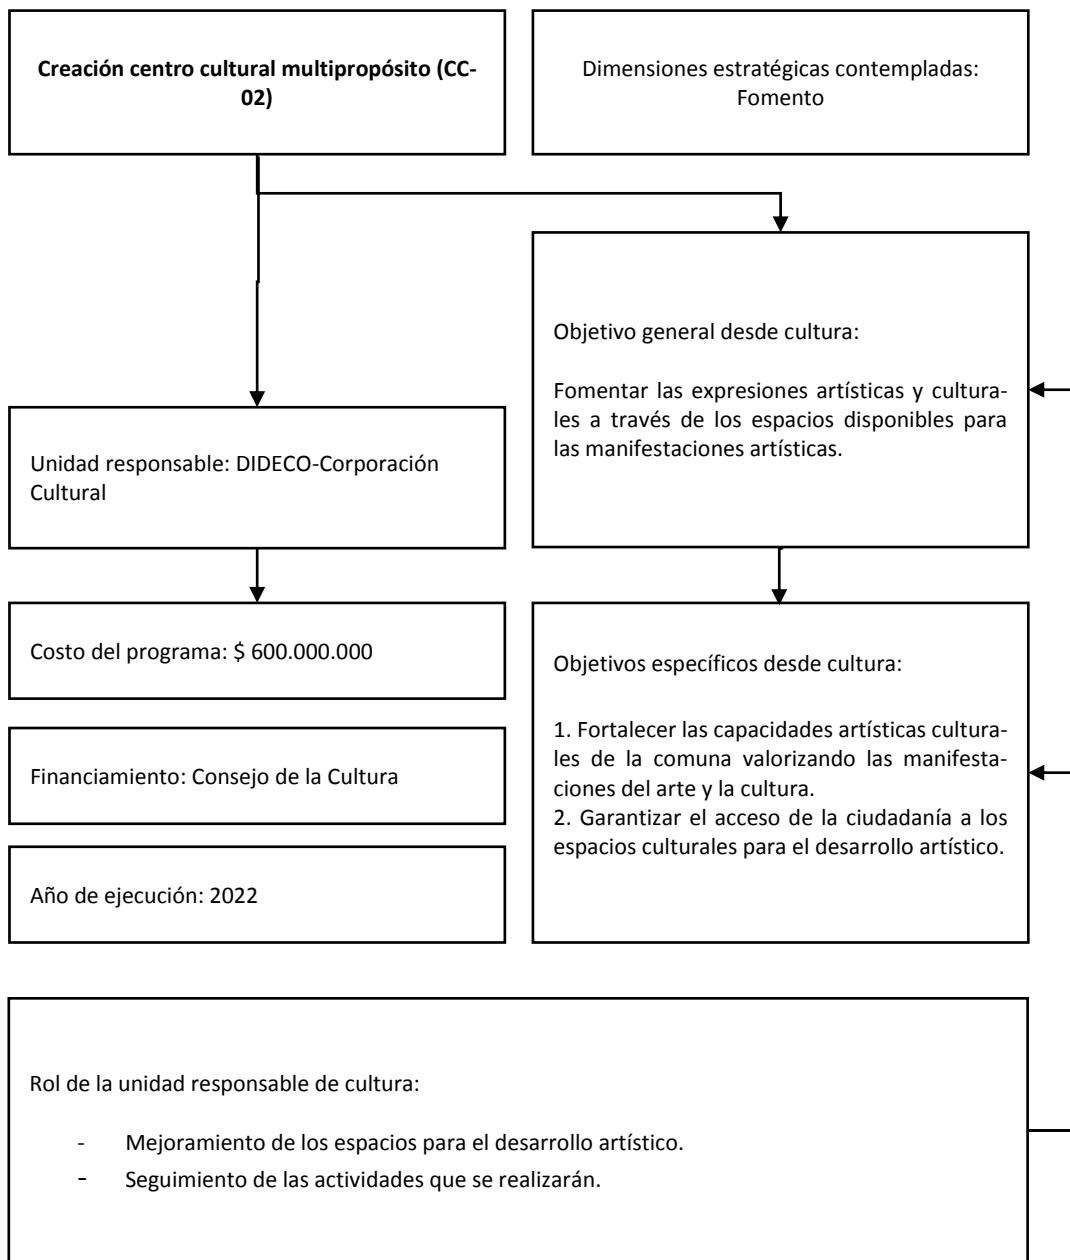 Creación centro cultural multipropósito (CC-
02)
Dimensiones estratégicas contempladas:
Fomento
Objetivo general desde cultura:
Fomentar las expresiones artísticas y cultura-
les a través de los espacios disponibles para
las manifestaciones artísticas.
Unidad responsable: DIDECO-Corporación
Cultural
Costo del programa: $ 600.000.000
Financiamiento: Consejo de la Cultura
Año de ejecución: 2022
Objetivos específicos desde cultura:
1. Fortalecer las capacidades artísticas cultura-
les de la comuna valorizando las manifesta-
ciones del arte y la cultura.
2. Garantizar el acceso de la ciudadanía a los
espacios culturales para el desarrollo artístico.
Rol de la unidad responsable de cultura:
- Mejoramiento de los espacios para el desarrollo artístico.
- Seguimiento de las actividades que se realizarán.